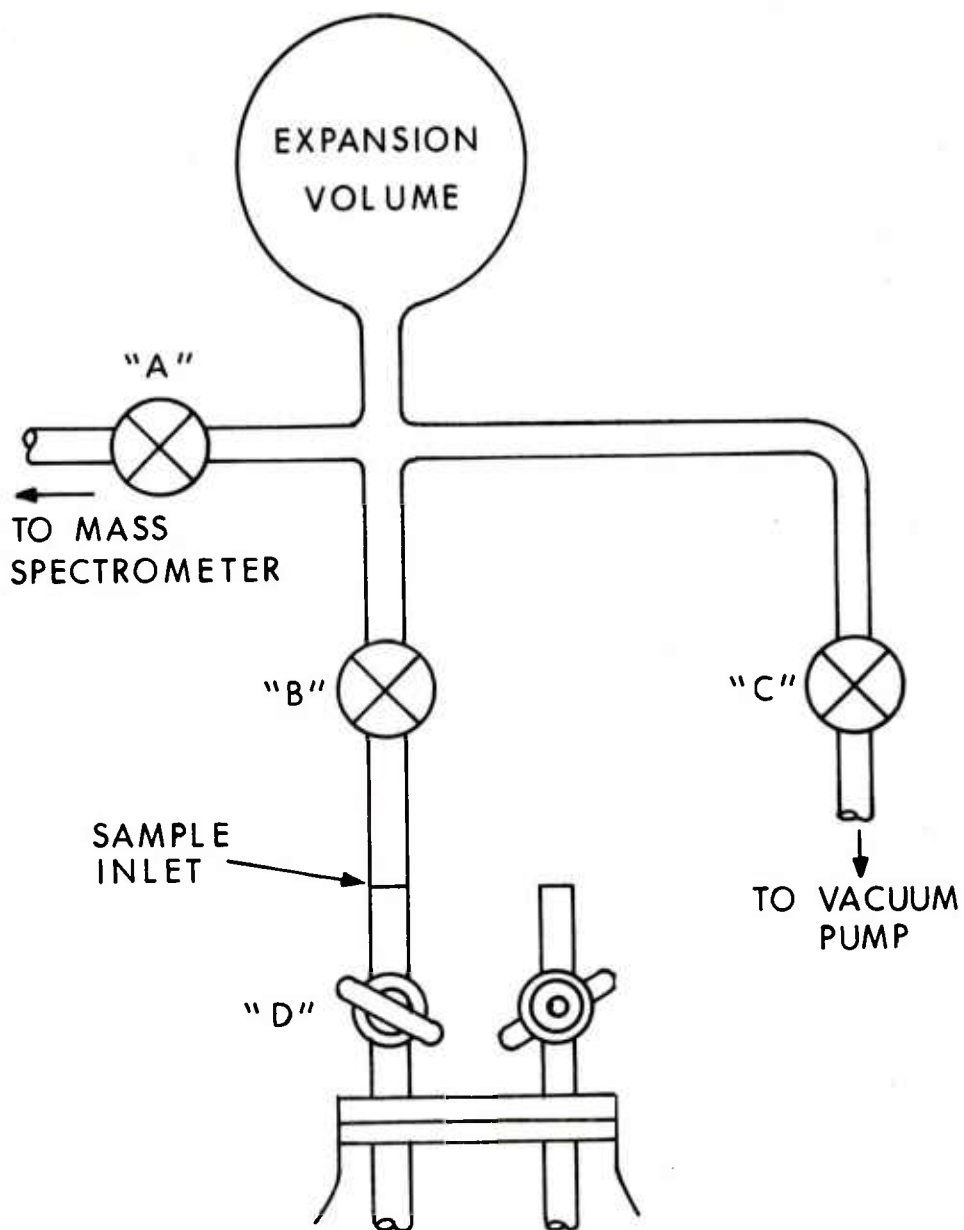 EXPANSION
VOLUME
"A"
TO MASS
SPECTROMETER
"B"
"C"
SAMPLE
INLET
TO VACUUM
PUMP
"D"